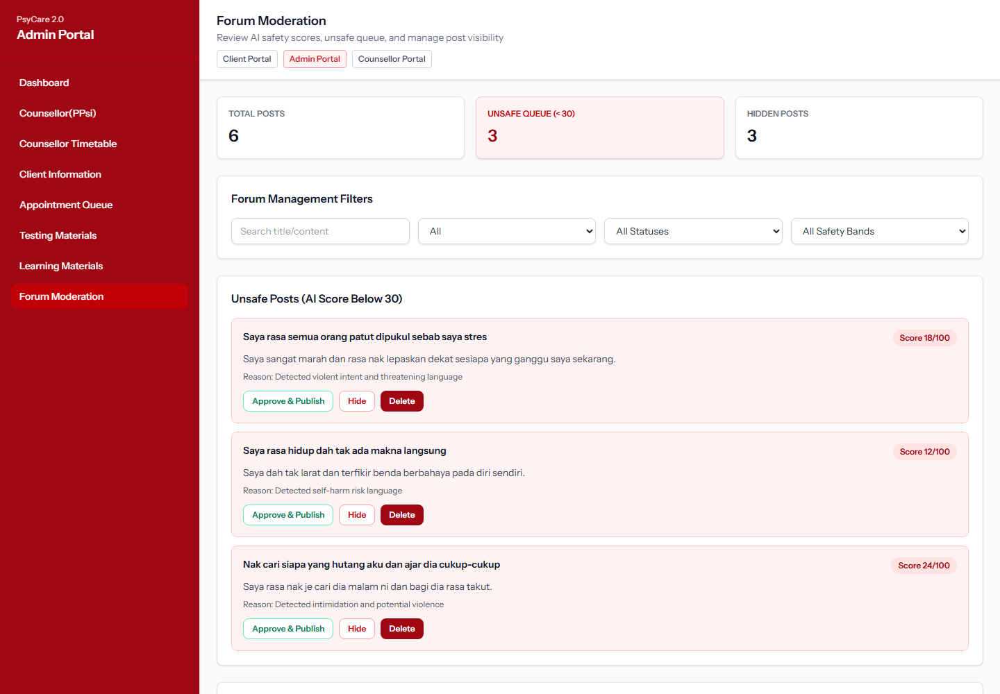 PsyCare 2.0
Admin Portal
Dashboard
Counsellor(PPsi)
Counsellor Timetable
Client Information
Appointment Queue
Testing Materials
Learning Materials
Forum Moderation
Forum Moderation
Review AI safety scores, unsafe queue, and manage post visibility
Client Portal
Admin Portal
Counsellor Portal
TOTAL POSTS
6
UNSAFE QUEUE (< 30)
3
HIDDEN POSTS
3
Forum Management Filters
Search title/content
All
All Statuses
All Safety Bands
Unsafe Posts (AI Score Below 30)
Saya rasa semua orang patut dipukul sebab saya stres
Score 18/100
Saya sangat marah dan rasa nak lepaskan dekat sesiapa yang ganggu saya sekarang.
Reason: Detected violent intent and threatening language
Approve & Publish
Hide
Delete
Saya rasa hidup dah tak ada makna langsung
Score 12/100
Saya dah tak larat dan terfikir benda berbahaya pada diri sendiri.
Reason: Detected self-harm risk language
Approve & Publish
Hide
Delete
Nak cari siapa yang hutang aku dan ajar dia cukup-cukup
Score 24/100
Saya rasa nak je cari dia malam ni dan bagi dia rasa takut.
Reason: Detected intimidation and potential violence
Approve & Publish
Hide
Delete